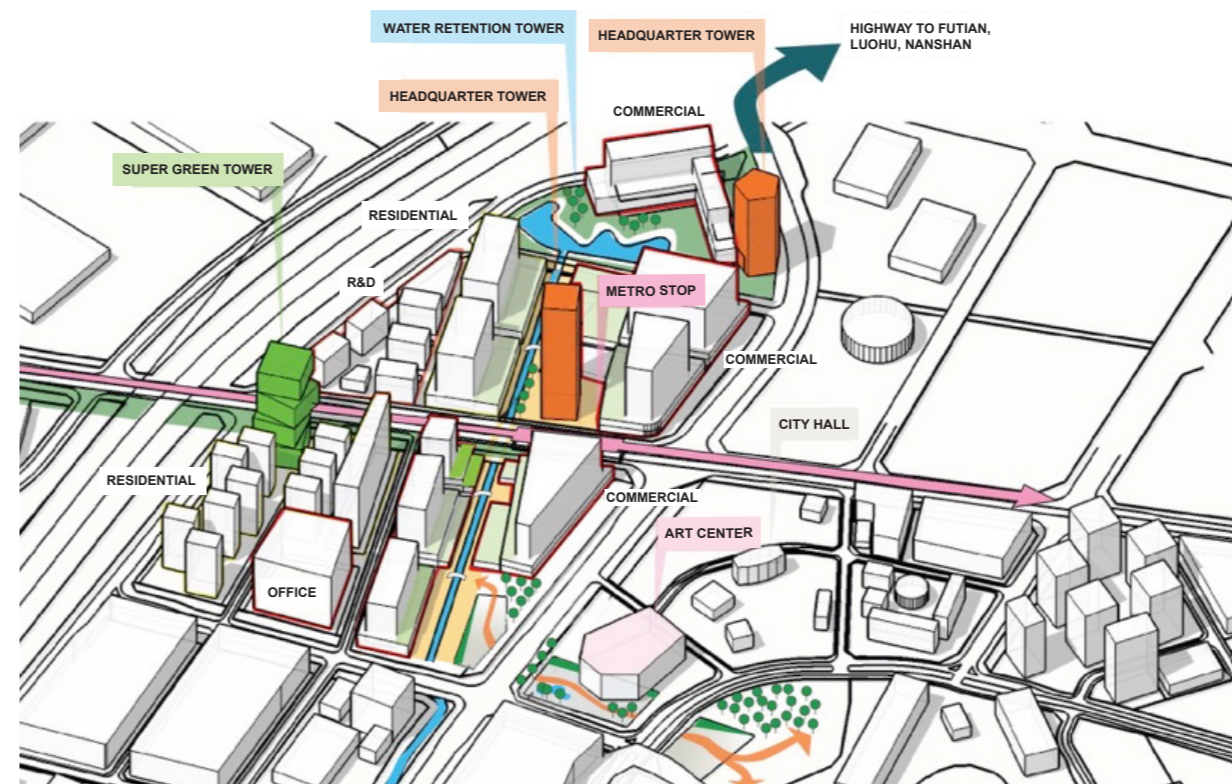 WATER RETENTION TOWER
HEADQUARTER TOWER
HIGHWAY TO FUTIAN,
LUOHU, NANSHAN
HEADQUARTER TOWER
COMMERCIAL
SUPER GREEN TOWER
RESIDENTIAL
R&D
METRO STOP
COMMERCIAL
CITY HALL
RESIDENTIAL
COMMERCIAL
ART CENTER
OFFICE